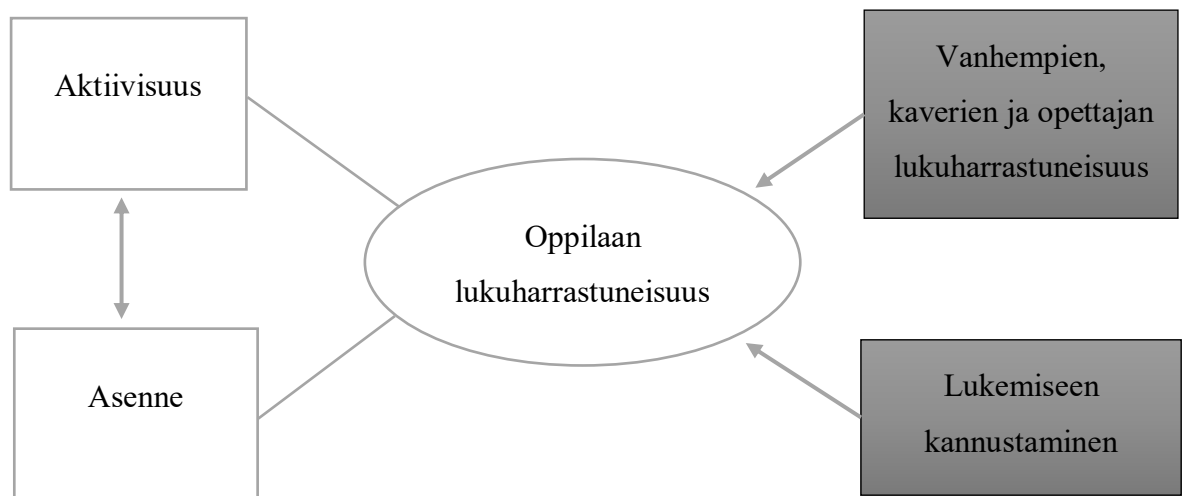 Aktiivisuus
Asenne
Oppilaan
lukuharrastuneisuus
Vanhempien,
kaverien ja opettajan
lukuharrastuneisuus
Lukemiseen
kannustaminen